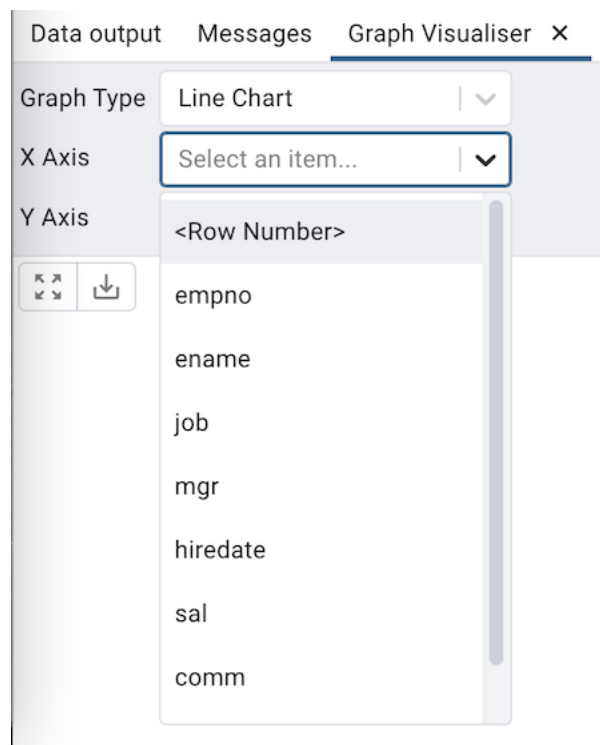 Data output Messages Graph Visualiser ×
Graph Type Line Chart
X Axis Select an item...
Y Axis
<Row Number>
empno
ename
job
mgr
hiredate
sal
comm